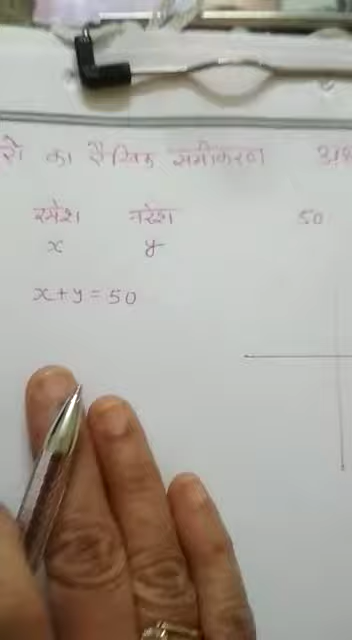 का रैखिक समीकरण
रमेश नरेश 50
x y
x + y = 50